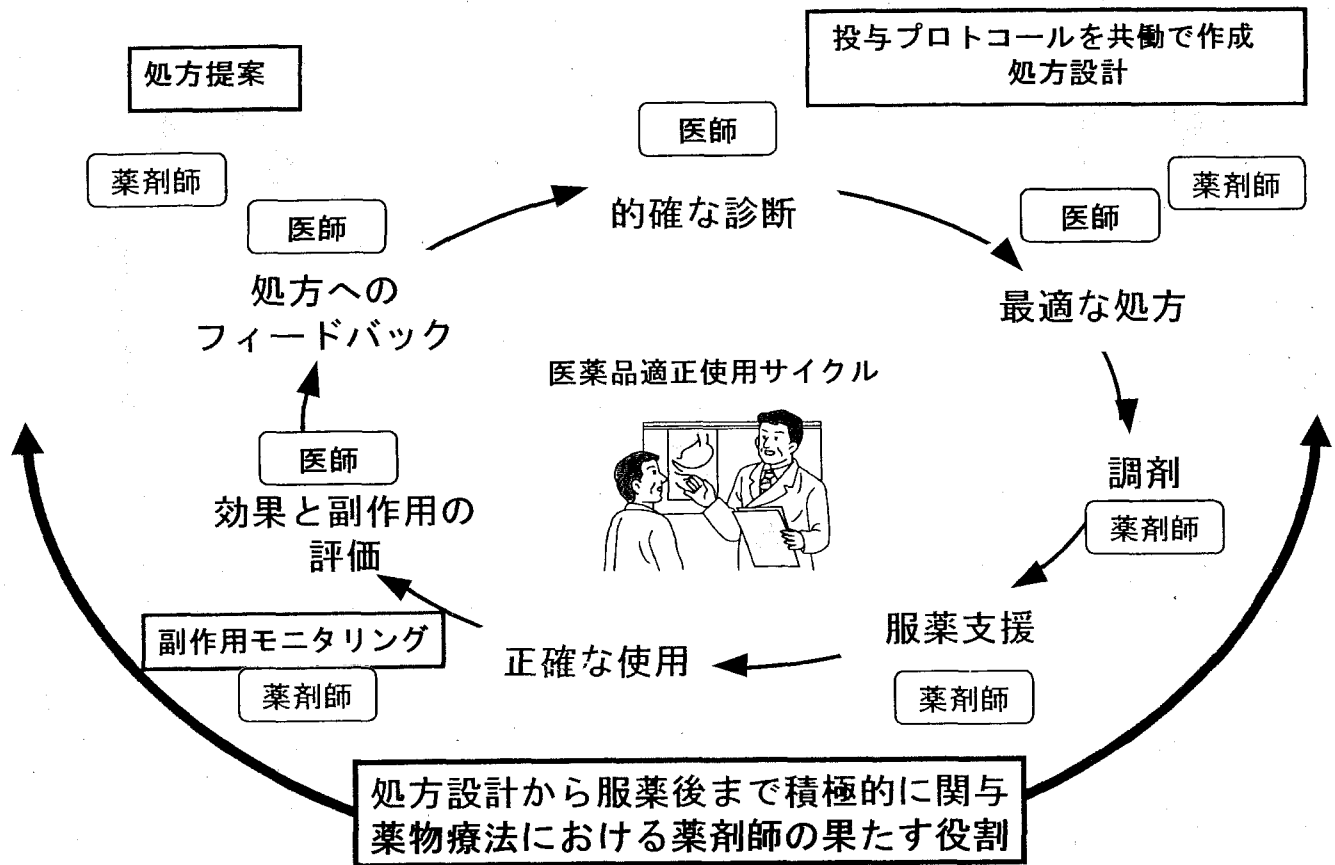 処方提案
投与プロトコールを共働で作成
処方設計
医師
薬剤師
薬剤師
医師
医師
的確な診断
処方への
フィードバック
最適な処方
医薬品適正使用サイクル
医師
効果と副作用の
評価
調剤
薬剤師
副作用モニタリング
薬剤師
正確な使用
服薬支援
薬剤師
処方設計から服薬後まで積極的に関与
薬物療法における薬剤師の果たす役割